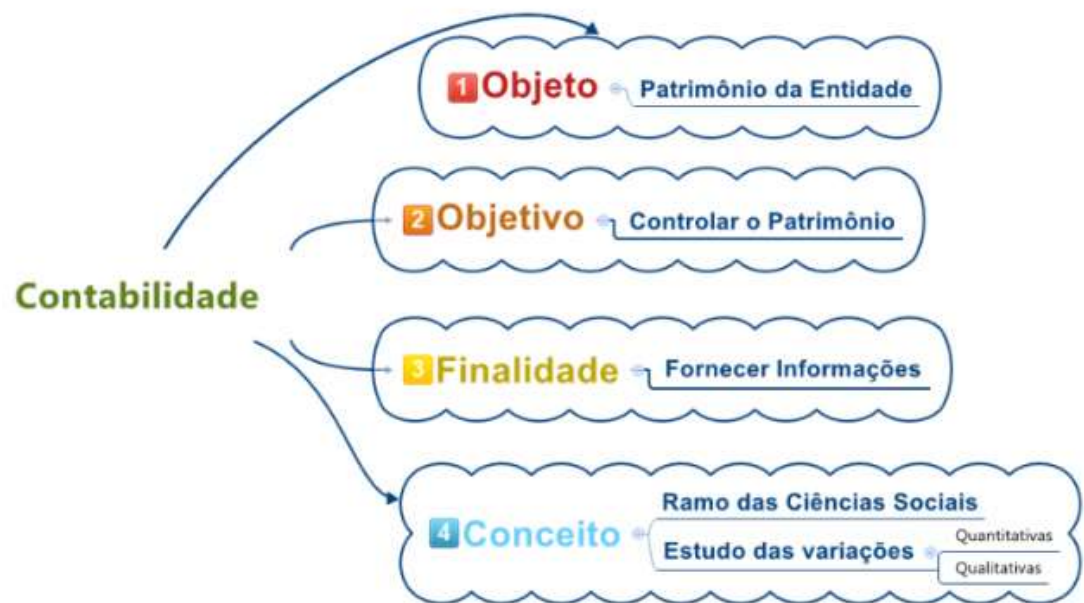 1 Objeto Patrimônio da Entidade
2 Objetivo Controlar o Patrimônio
Contabilidade
3 Finalidade Fornecer Informações
4 Conceito
Ramo das Ciências Sociais
Estudo das variações
Quantitativas
Qualitativas